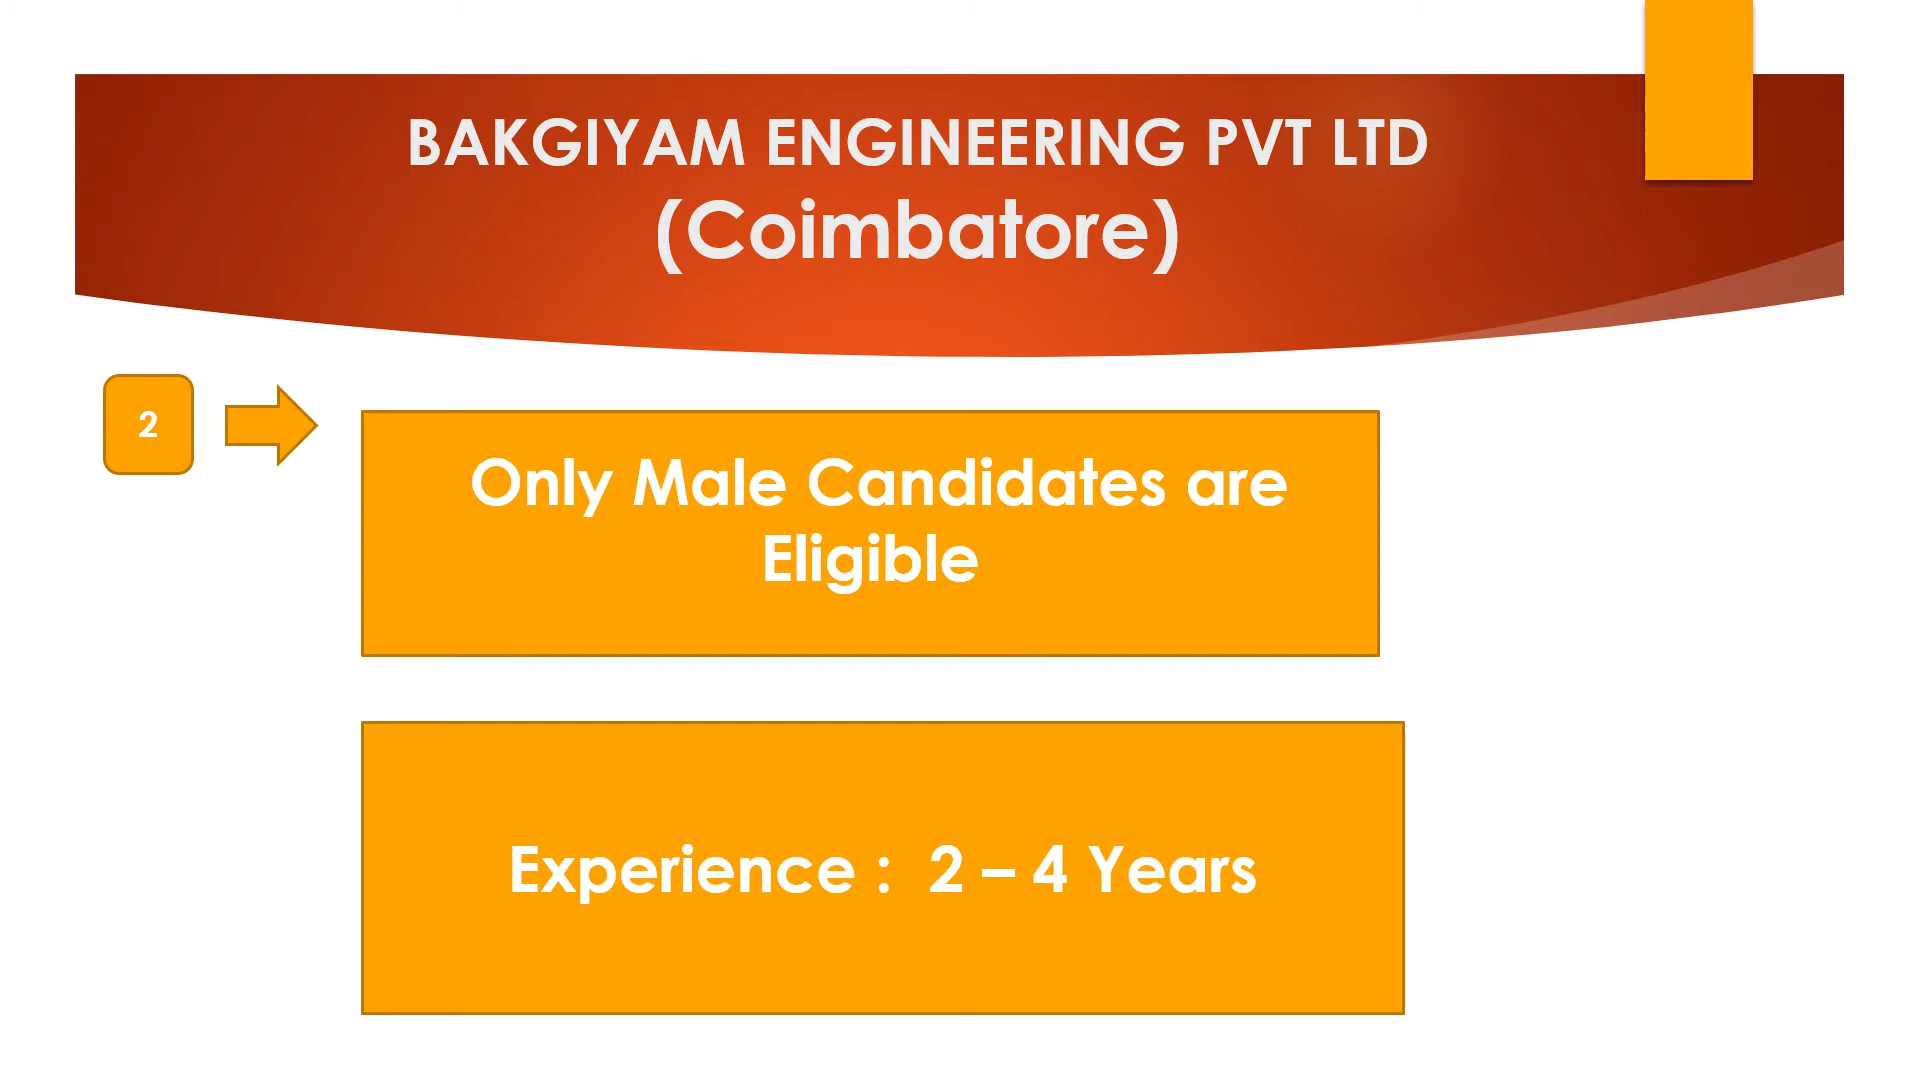 BAKGIYAM ENGINEERING PVT LTD
(Coimbatore)
2
Only Male Candidates are
Eligible
Experience :  2 – 4 Years